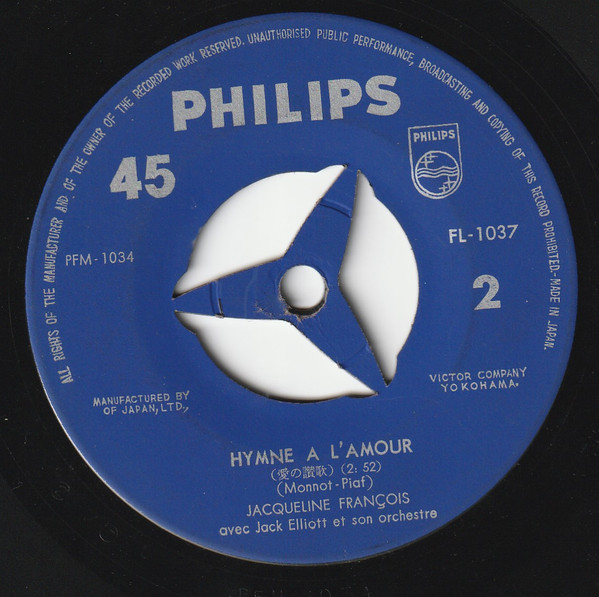 ALL RIGHTS OF THE MANUFACTURER AND OF THE OWNER OF THE RECORDED WORK RESERVED. UNAUTHORISED PUBLIC PERFORMANCE, BROADCASTING AND COPYING OF THIS RECORD PROHIBITED.-MADE IN JAPAN.
PHILIPS
PHILIPS
45
FL-1037
PFM-1034
2
MANUFACTURED BY VICTOR COMPANY
OF JAPAN, LTD., YOKOHAMA.
HYMNE A L'AMOUR
(愛の讃歌) (2:52)
(Monnot-Piaf)
JACQUELINE FRANÇOIS
avec Jack Elliott et son orchestre